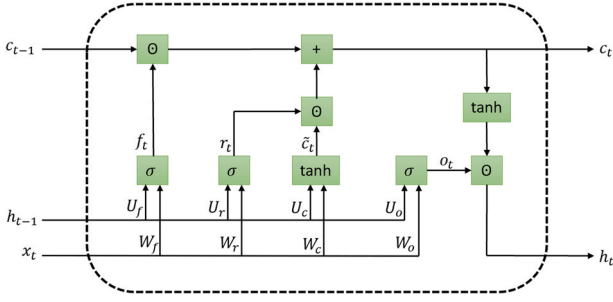 c_{t-1} ⊙ + c_t
tanh
⊙
f_t r_t c̃_t o_t
σ σ tanh σ ⊙
U_f U_r U_c U_o
h_{t-1}
W_f W_r W_c W_o
x_t h_t